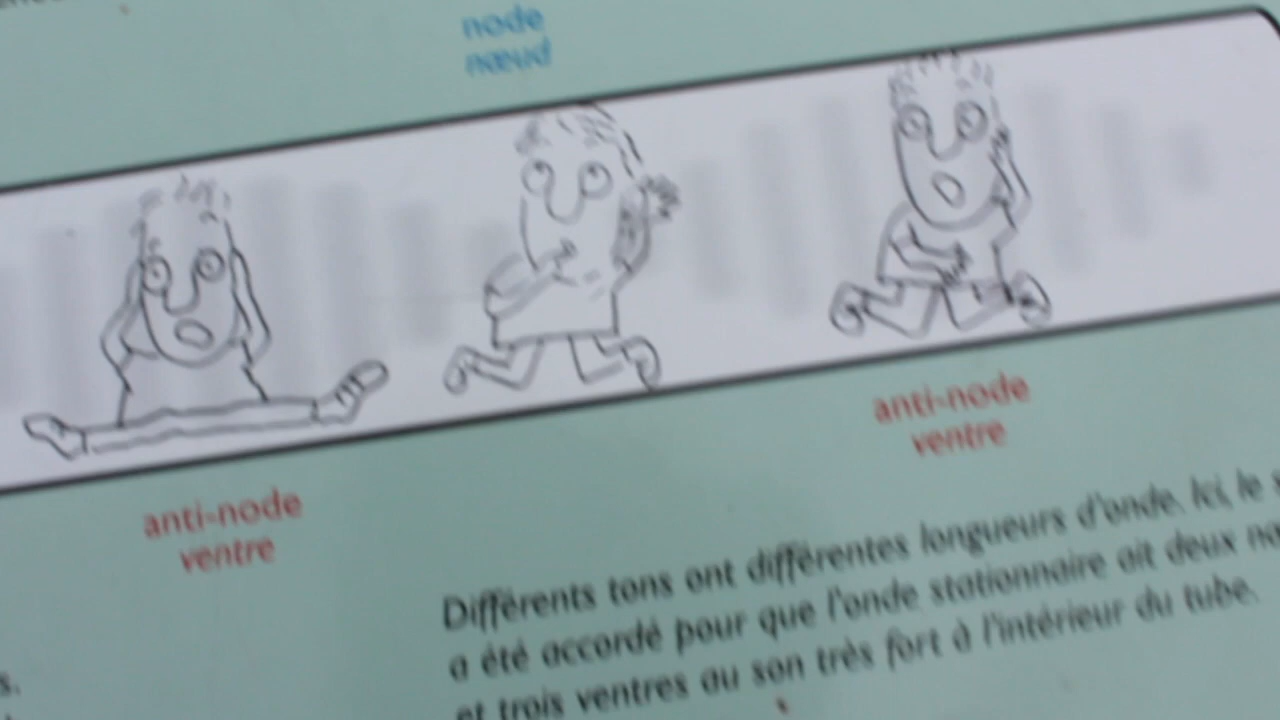 node
nœud
anti-node
ventre
anti-node
ventre
Différents tons ont différentes longueurs d'onde. Ici, le
a été accordé pour que l'onde stationnaire ait deux
et trois ventres au son très fort à l'intérieur du tube.
s.